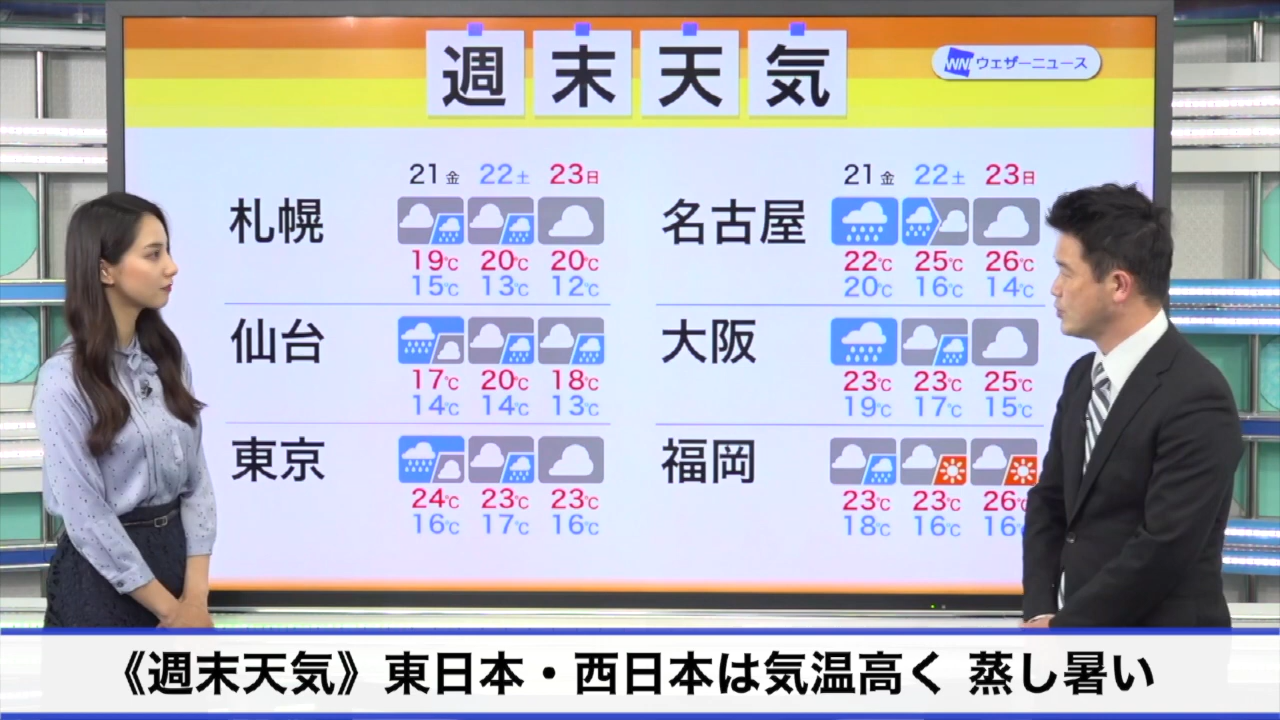 週末天気
WN ウェザーニュース
21金 22土 23日
札幌
19℃ 20℃ 20℃
15℃ 13℃ 12℃
仙台
17℃ 20℃ 18℃
14℃ 14℃ 13℃
東京
24℃ 23℃ 23℃
16℃ 17℃ 16℃
21金 22土 23日
名古屋
22℃ 25℃ 26℃
20℃ 16℃ 14℃
大阪
23℃ 23℃ 25℃
19℃ 17℃ 15℃
福岡
23℃ 23℃ 26℃
18℃ 16℃ 16℃
《週末天気》東日本・西日本は気温高く 蒸し暑い